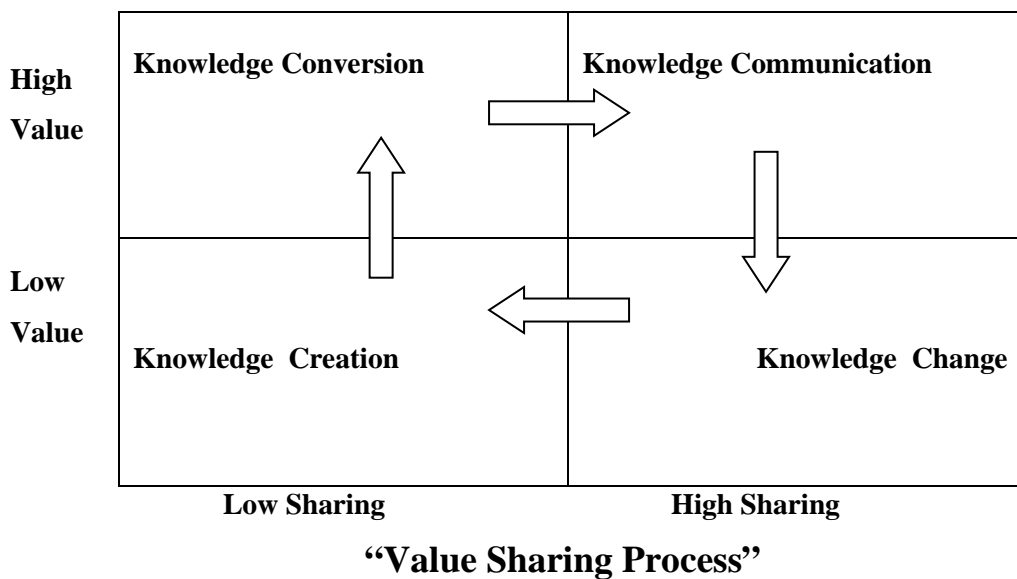 Knowledge Conversion
Knowledge Communication
High
Value
Low
Value
Knowledge Creation
Knowledge Change
Low Sharing
High Sharing
“Value Sharing Process”